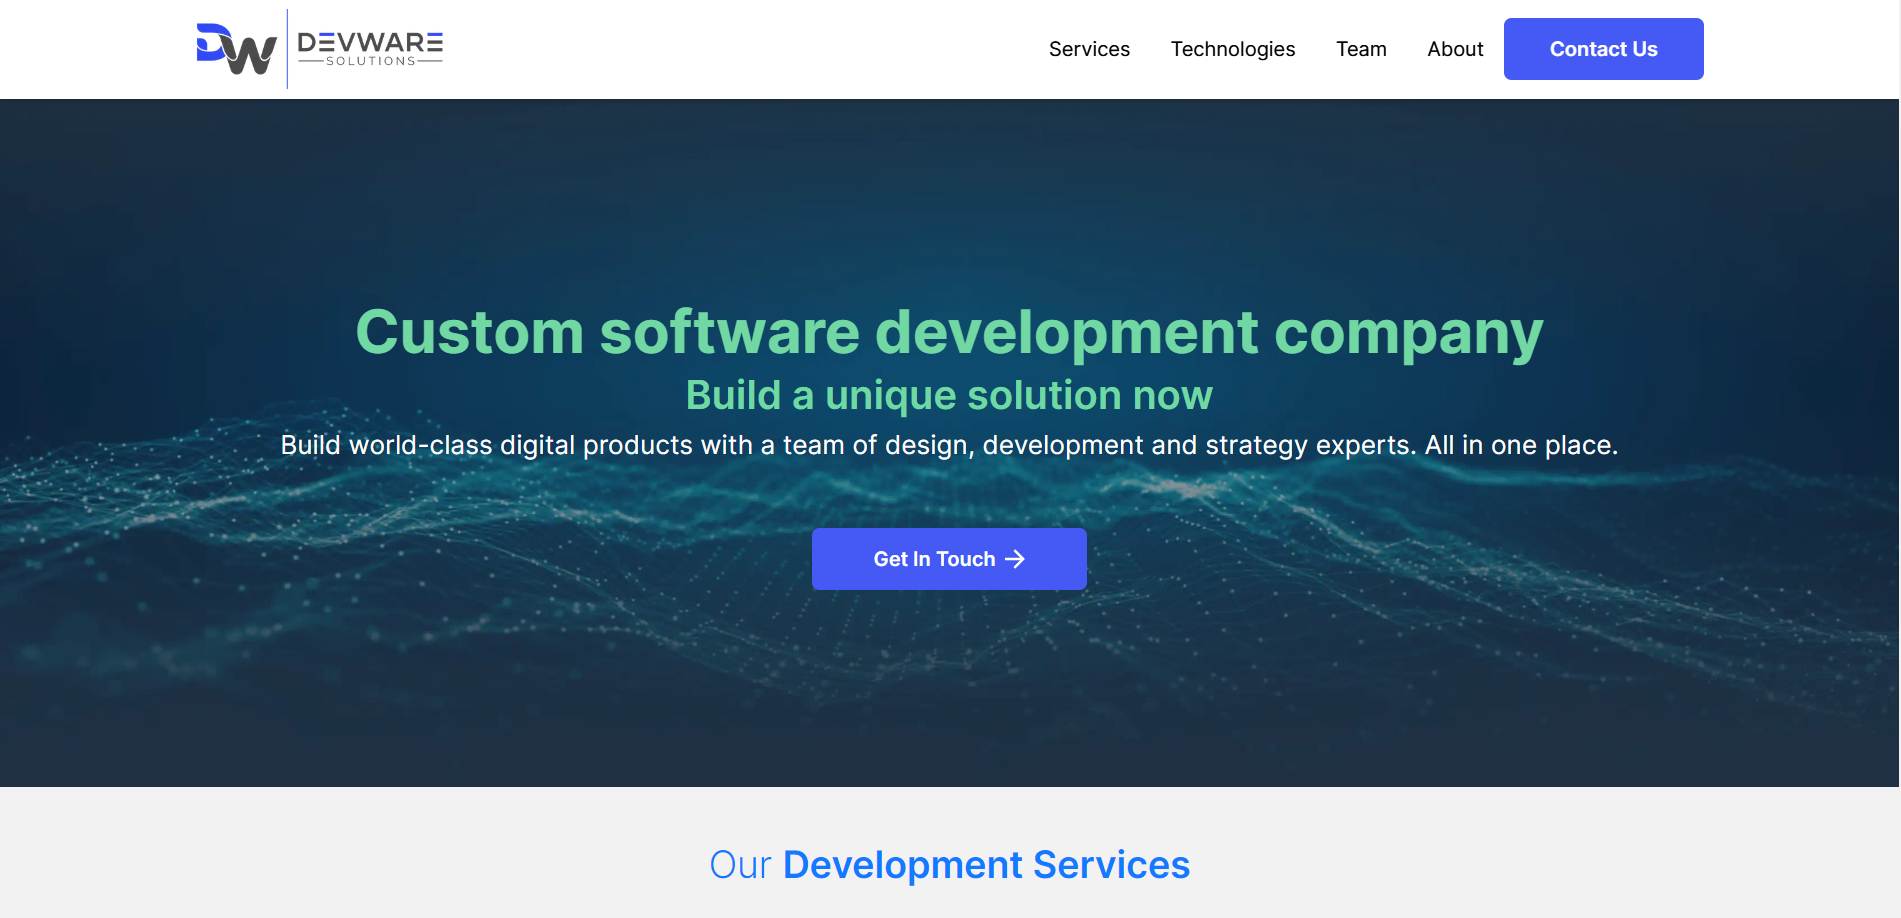 DW DEVWARE
SOLUTIONS
Services Technologies Team About Contact Us
Custom software development company
Build a unique solution now
Build world-class digital products with a team of design, development and strategy experts. All in one place.
Get In Touch →
Our Development Services